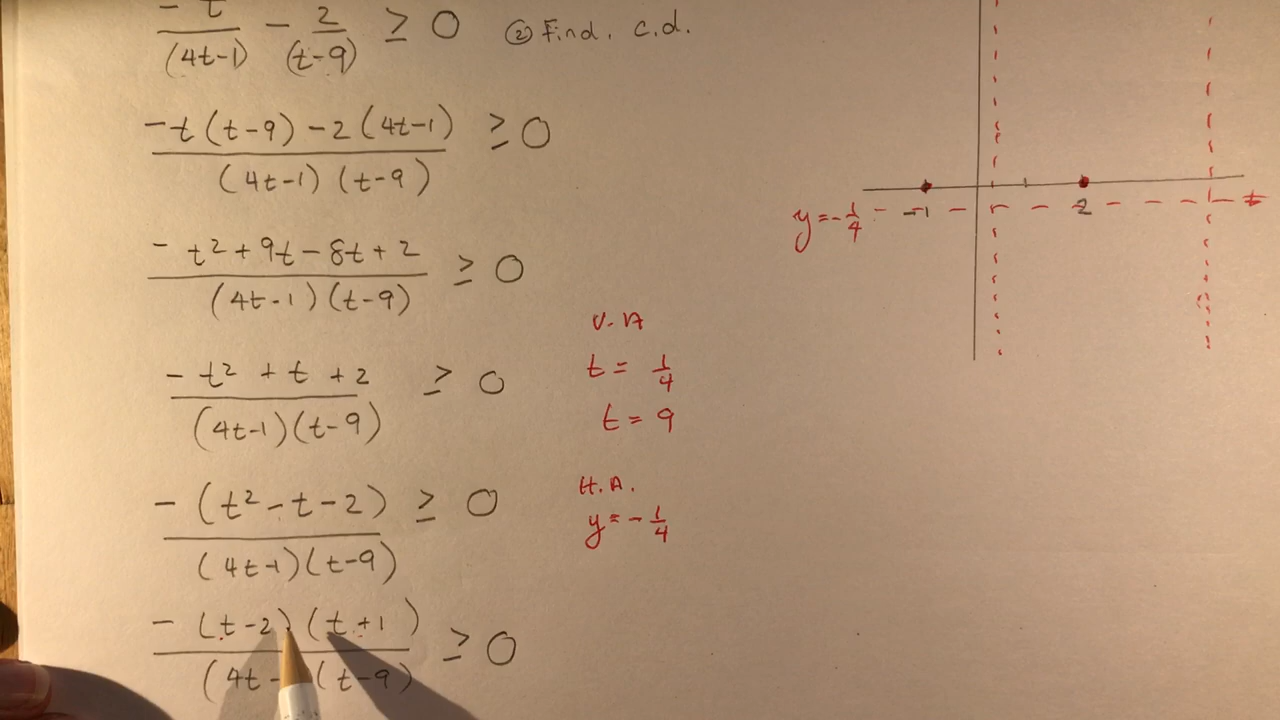 -t/(4t-1) - 2/(t-9) ≥ 0 ② Find. c.d.
-t(t-9) - 2(4t-1) / (4t-1)(t-9) ≥ 0
-t² + 9t - 8t + 2 / (4t-1)(t-9) ≥ 0
-t² + t + 2 / (4t-1)(t-9) ≥ 0
-(t² - t - 2) / (4t-1)(t-9) ≥ 0
-(t-2)(t+1) / (4t- (t-9) ≥ 0
V.A
t = 1/4
t = 9
H.A.
y = -1/4
y = -1/4
-1
2
t